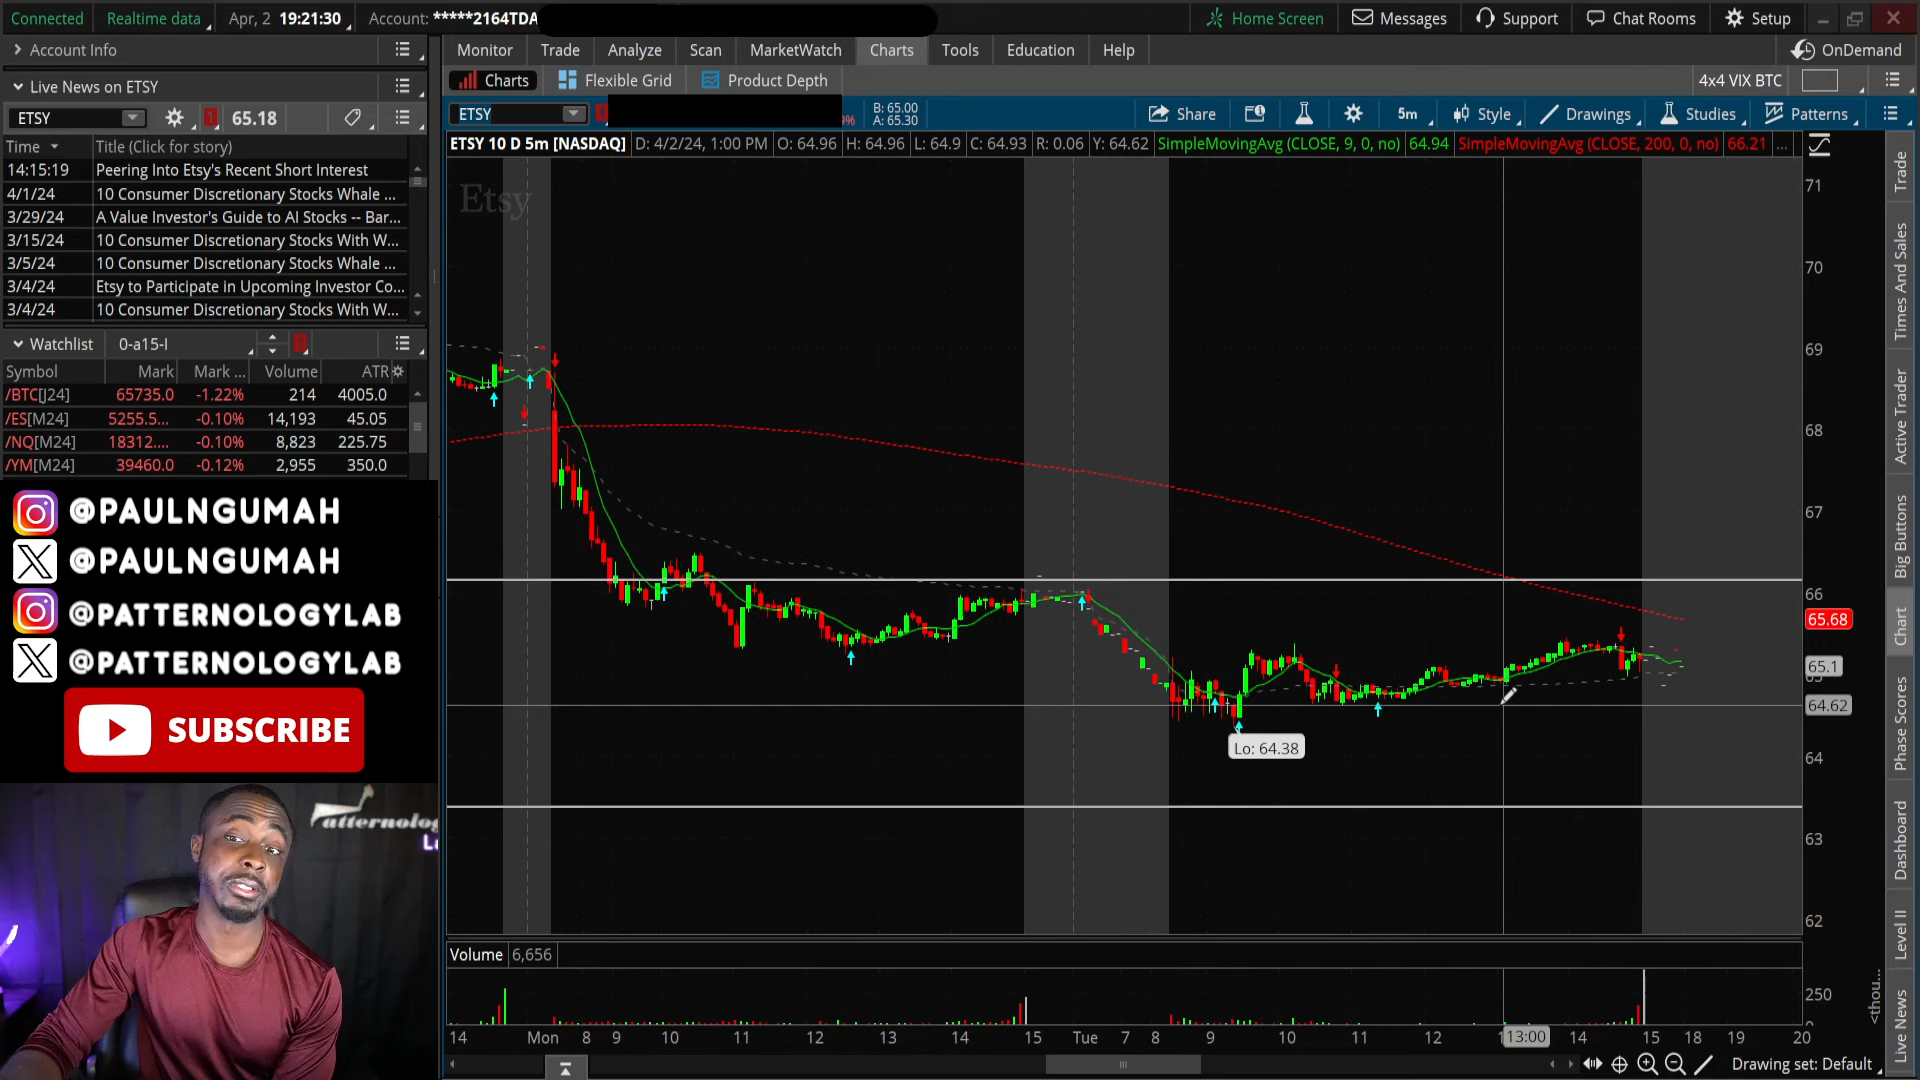 Connected Realtime data Apr, 2 19:21:30 Account: *****2164TDA Home Screen Messages Support Chat Rooms Setup
Account Info
Monitor Trade Analyze Scan MarketWatch Charts Tools Education Help OnDemand
Charts Flexible Grid Product Depth 4x4 VIX BTC
Live News on ETSY
ETSY 65.18
ETSY B: 65.00 A: 65.30 Share 5m Style Drawings Studies Patterns
Time Title (Click for story)
14:15:19 Peering Into Etsy's Recent Short Interest
4/1/24 10 Consumer Discretionary Stocks Whale ...
3/29/24 A Value Investor's Guide to AI Stocks -- Bar...
3/15/24 10 Consumer Discretionary Stocks With W...
3/5/24 10 Consumer Discretionary Stocks Whale ...
3/4/24 Etsy to Participate in Upcoming Investor Co...
3/4/24 10 Consumer Discretionary Stocks With W...
Watchlist 0-a15-I
Symbol Mark Mark ... Volume ATR
/BTC[J24] 65735.0 -1.22% 214 4005.0
/ES[M24] 5255.5... -0.10% 14,193 45.05
/NQ[M24] 18312.... -0.10% 8,823 225.75
/YM[M24] 39460.0 -0.12% 2,955 350.0
@PAULNGUMAH
@PAULNGUMAH
@PATTERNOLOGYLAB
@PATTERNOLOGYLAB
SUBSCRIBE
atternolo
ETSY 10 D 5m [NASDAQ] D: 4/2/24, 1:00 PM O: 64.96 H: 64.96 L: 64.9 C: 64.93 R: 0.06 Y: 64.62 SimpleMovingAvg (CLOSE, 9, 0, no) 64.94 SimpleMovingAvg (CLOSE, 200, 0, no) 66.21 ...
Etsy
71
70
69
68
67
66
65.68
65.1
64.62
64
63
62
Lo: 64.38
Volume 6,656
250
0
<thou...
14 Mon 8 9 10 11 12 13 14 15 Tue 7 8 9 10 11 12 13:00 14 15 18 19 20
Drawing set: Default
Trade
Times And Sales
Active Trader
Big Buttons
Chart
Phase Scores
Dashboard
Level II
Live News